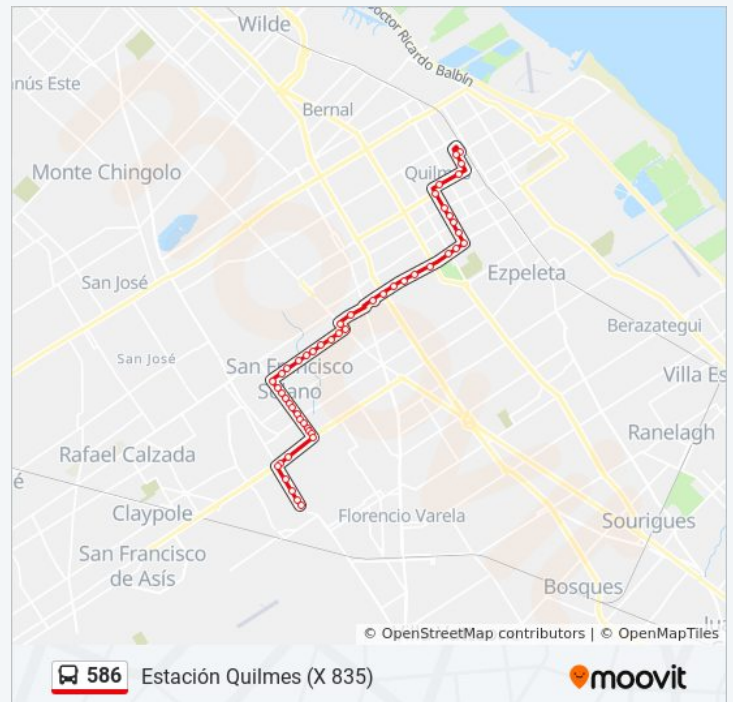 Wilde
Doctor Ricardo Balbín
anús Este
Bernal
Monte Chingolo
Quilm
San José
Ezpeleta
Berazategui
San José
San Francisco
Solano
Villa Es
Ranelagh
Rafael Calzada
é
Claypole
Florencio Varela
Sourigues
San Francisco
de Asís
Bosques
© OpenStreetMap contributors | © OpenMapTiles
586 Estación Quilmes (X 835)
moovit